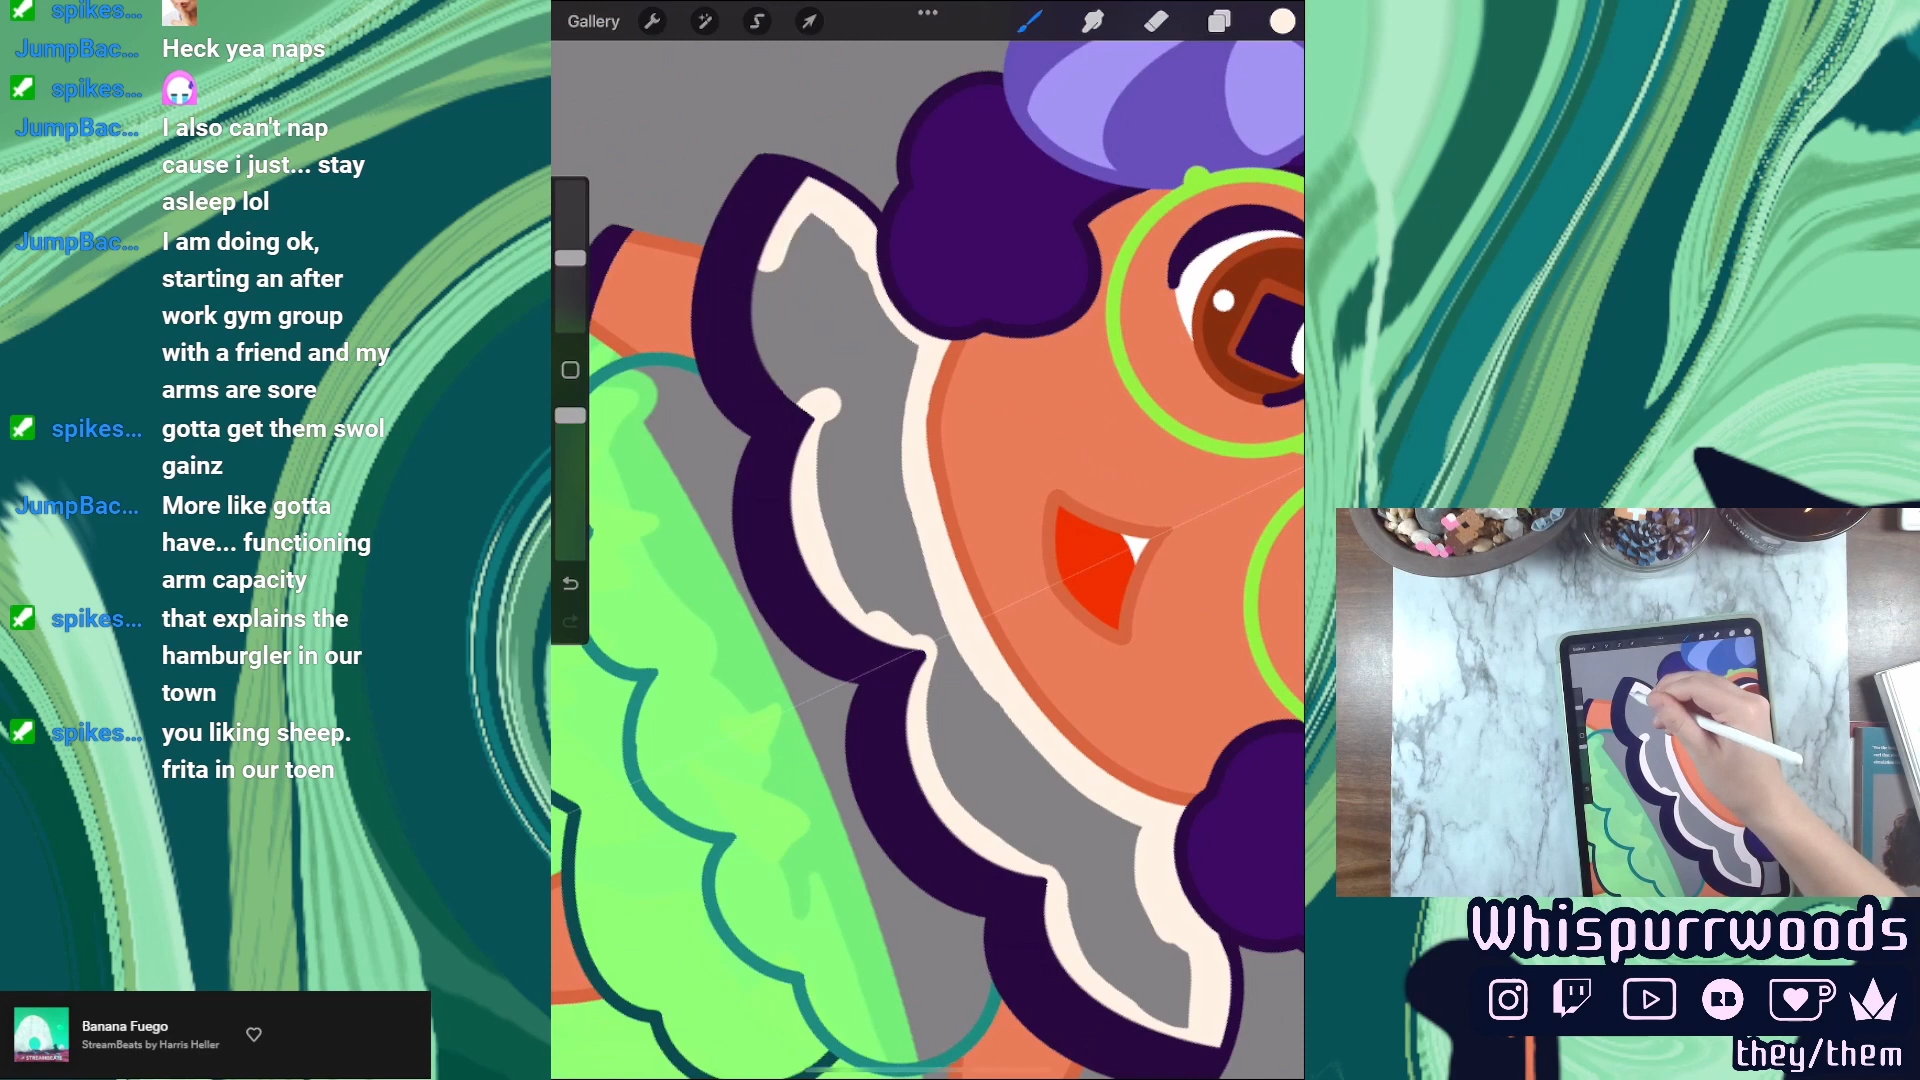 spikes...
JumpBac... Heck yea naps
spikes...
JumpBac... I also can't nap
cause i just... stay
asleep lol
JumpBac... I am doing ok,
starting an after
work gym group
with a friend and my
arms are sore
spikes... gotta get them swol
gainz
JumpBac... More like gotta
have... functioning
arm capacity
spikes... that explains the
hamburgler in our
town
spikes... you liking sheep.
frita in our toen
Banana Fuego
StreamBeats by Harris Heller
Gallery
Whispurrwoods
they/them